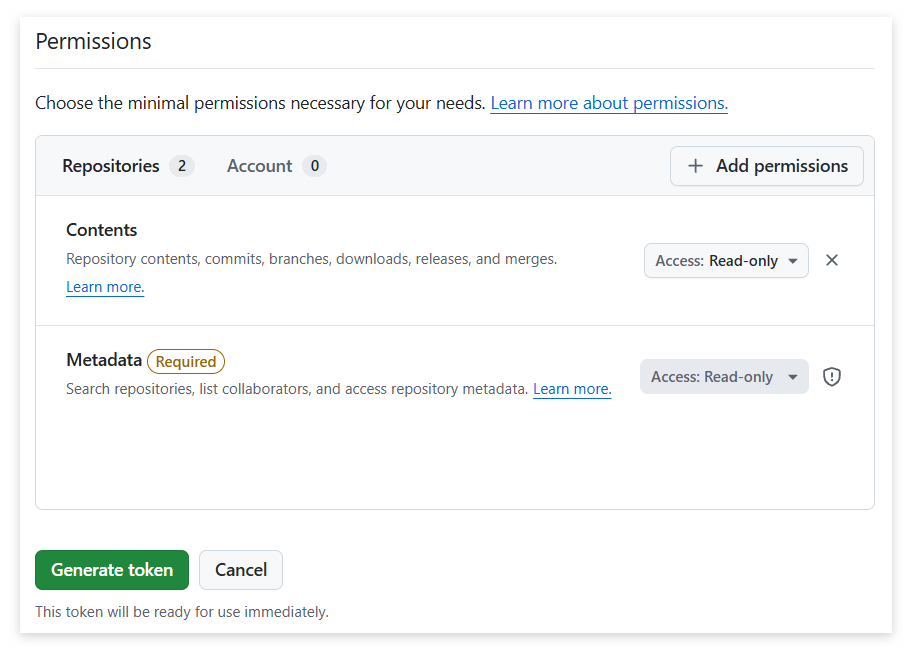 Permissions
Choose the minimal permissions necessary for your needs. Learn more about permissions.
Repositories 2 Account 0 Add permissions
Contents
Repository contents, commits, branches, downloads, releases, and merges.
Learn more.
Access: Read-only
Metadata Required
Search repositories, list collaborators, and access repository metadata. Learn more.
Access: Read-only
Generate token Cancel
This token will be ready for use immediately.